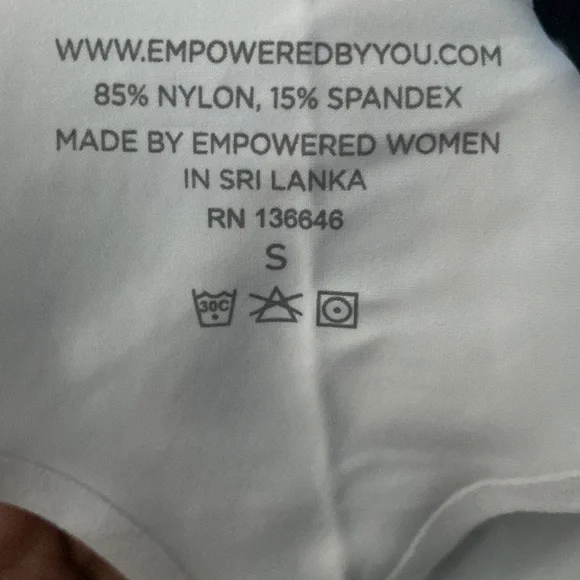 WWW.EMPOWEREDBYYOU.COM
85% NYLON, 15% SPANDEX
MADE BY EMPOWERED WOMEN
IN SRI LANKA
RN 136646
S
30C